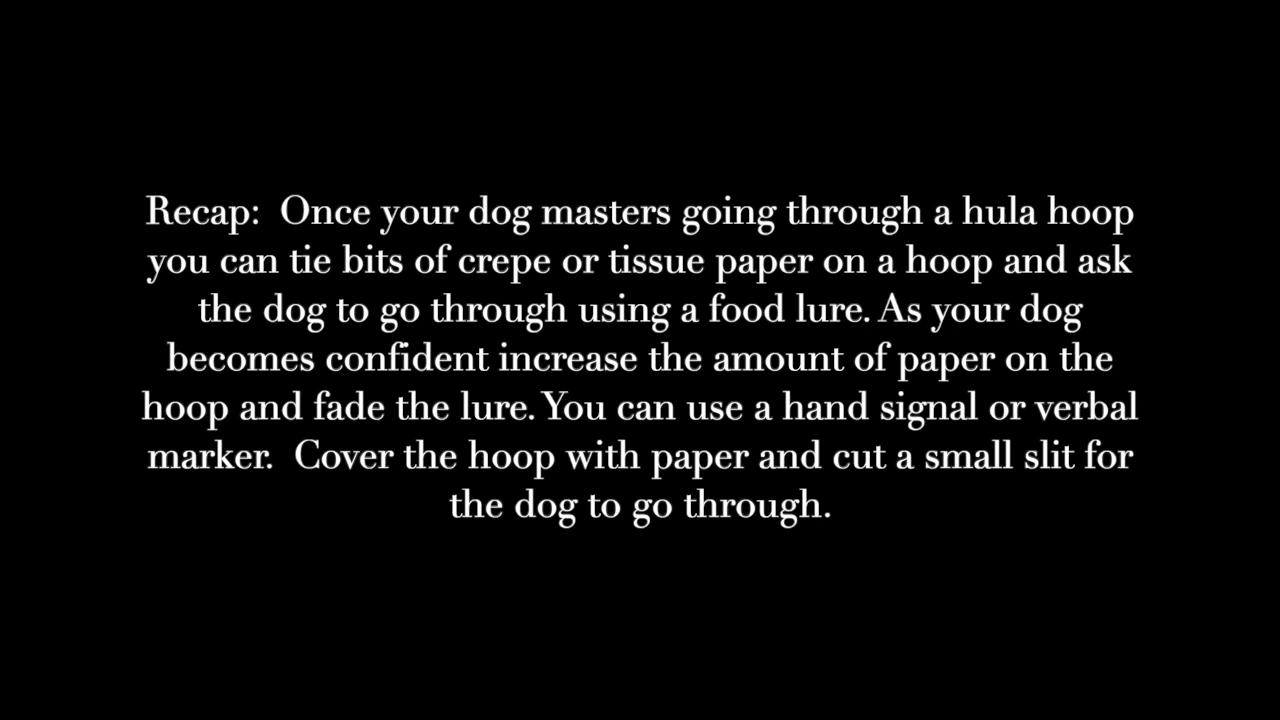 Recap:  Once your dog masters going through a hula hoop
you can tie bits of crepe or tissue paper on a hoop and ask
the dog to go through using a food lure. As your dog
becomes confident increase the amount of paper on the
hoop and fade the lure. You can use a hand signal or verbal
marker.  Cover the hoop with paper and cut a small slit for
the dog to go through.